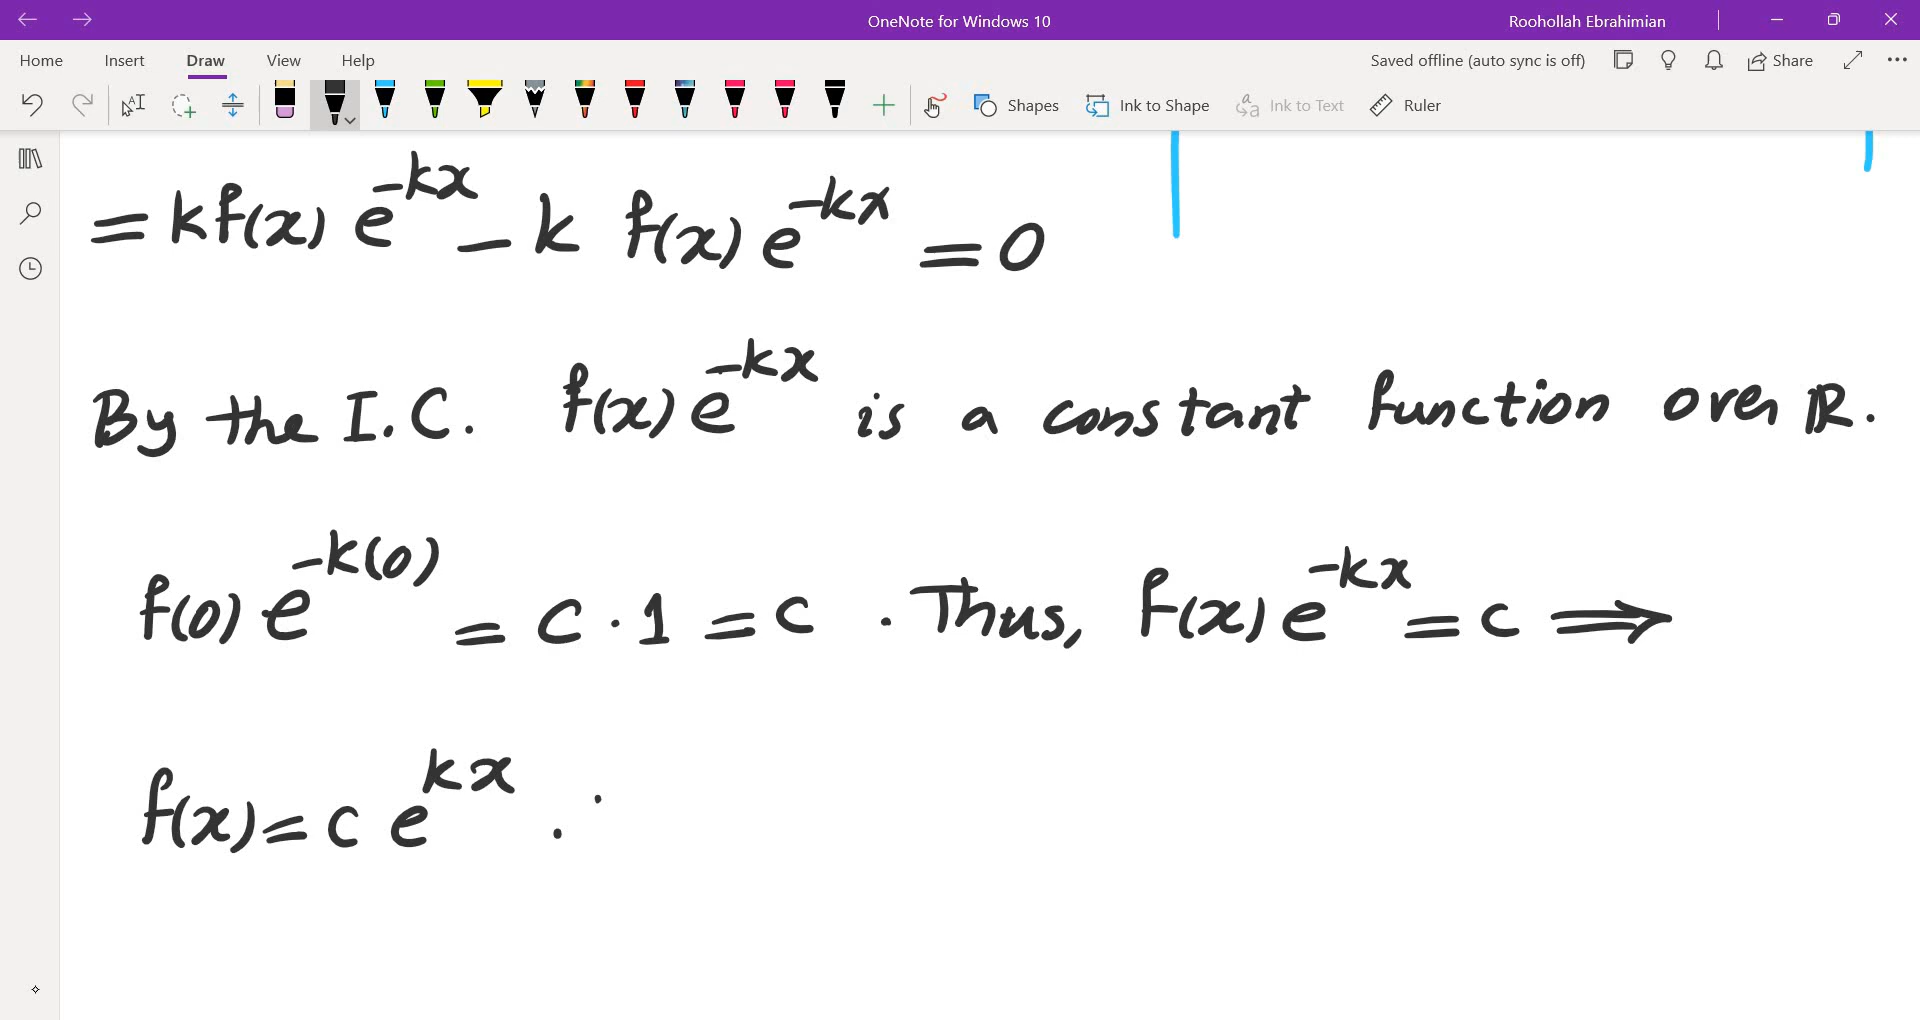 OneNote for Windows 10
Roohollah Ebrahimian
Home Insert Draw View Help
Saved offline (auto sync is off) Share
Shapes Ink to Shape Ink to Text Ruler
= k f(x) e^{-kx} - k f(x) e^{-kx} = 0
By the I.C. f(x) e^{-kx} is a constant function over ℝ.
f(0) e^{-k(0)} = c · 1 = c . Thus, f(x) e^{-kx} = c ⟹
f(x) = c e^{kx} .